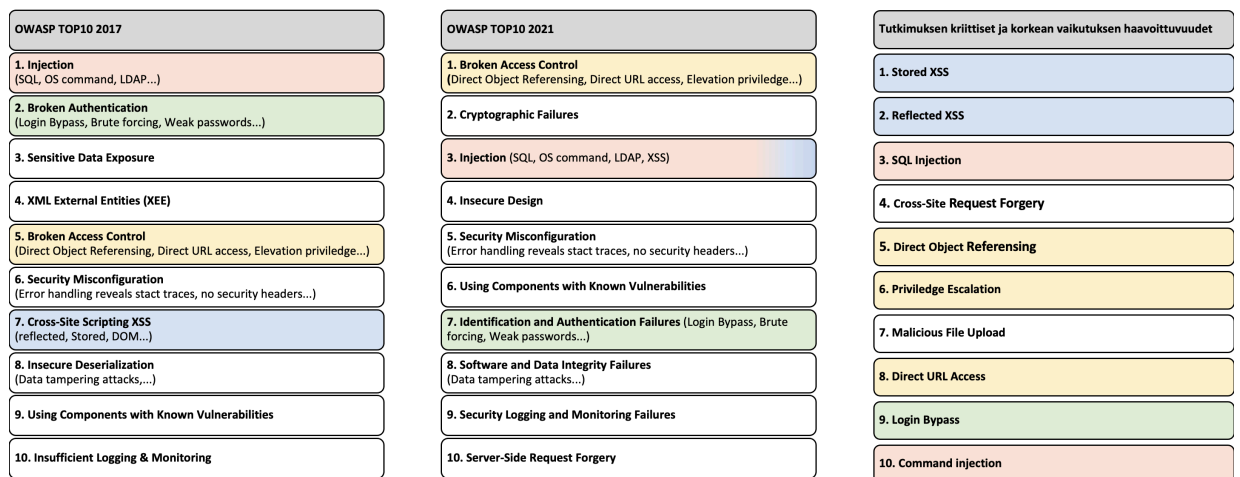 OWASP TOP10 2017
1. Injection
(SQL, OS command, LDAP...)
2. Broken Authentication
(Login Bypass, Brute forcing, Weak passwords...)
3. Sensitive Data Exposure
4. XML External Entities (XEE)
5. Broken Access Control
(Direct Object Referensing, Direct URL access, Elevation priviledge...)
6. Security Misconfiguration
(Error handling reveals stact traces, no security headers...)
7. Cross-Site Scripting XSS
(reflected, Stored, DOM...)
8. Insecure Deserialization
(Data tampering attacks,...)
9. Using Components with Known Vulnerabilities
10. Insufficient Logging & Monitoring
OWASP TOP10 2021
1. Broken Access Control
(Direct Object Referensing, Direct URL access, Elevation priviledge...)
2. Cryptographic Failures
3. Injection (SQL, OS command, LDAP, XSS)
4. Insecure Design
5. Security Misconfiguration
(Error handling reveals stact traces, no security headers...)
6. Using Components with Known Vulnerabilities
7. Identification and Authentication Failures (Login Bypass, Brute
forcing, Weak passwords...)
8. Software and Data Integrity Failures
(Data tampering attacks...)
9. Security Logging and Monitoring Failures
10. Server-Side Request Forgery
Tutkimuksen kriittiset ja korkean vaikutuksen haavoittuvuudet
1. Stored XSS
2. Reflected XSS
3. SQL Injection
4. Cross-Site Request Forgery
5. Direct Object Referensing
6. Priviledge Escalation
7. Malicious File Upload
8. Direct URL Access
9. Login Bypass
10. Command injection